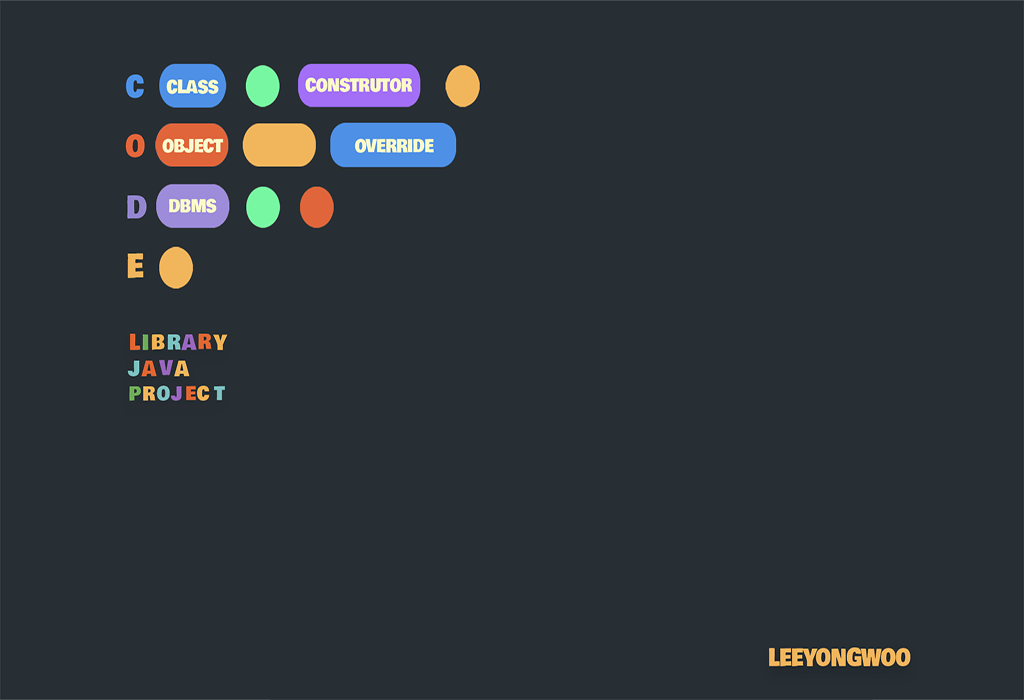 C CLASS CONSTRUTOR
O OBJECT OVERRIDE
D DBMS
E
LIBRARY
JAVA
PROJECT
LEEYONGWOO